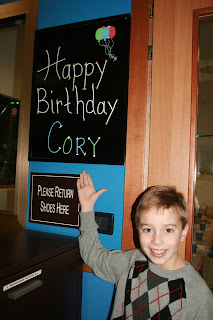 Happy
Birthday
CORY
PLEASE RETURN
SHOES HERE